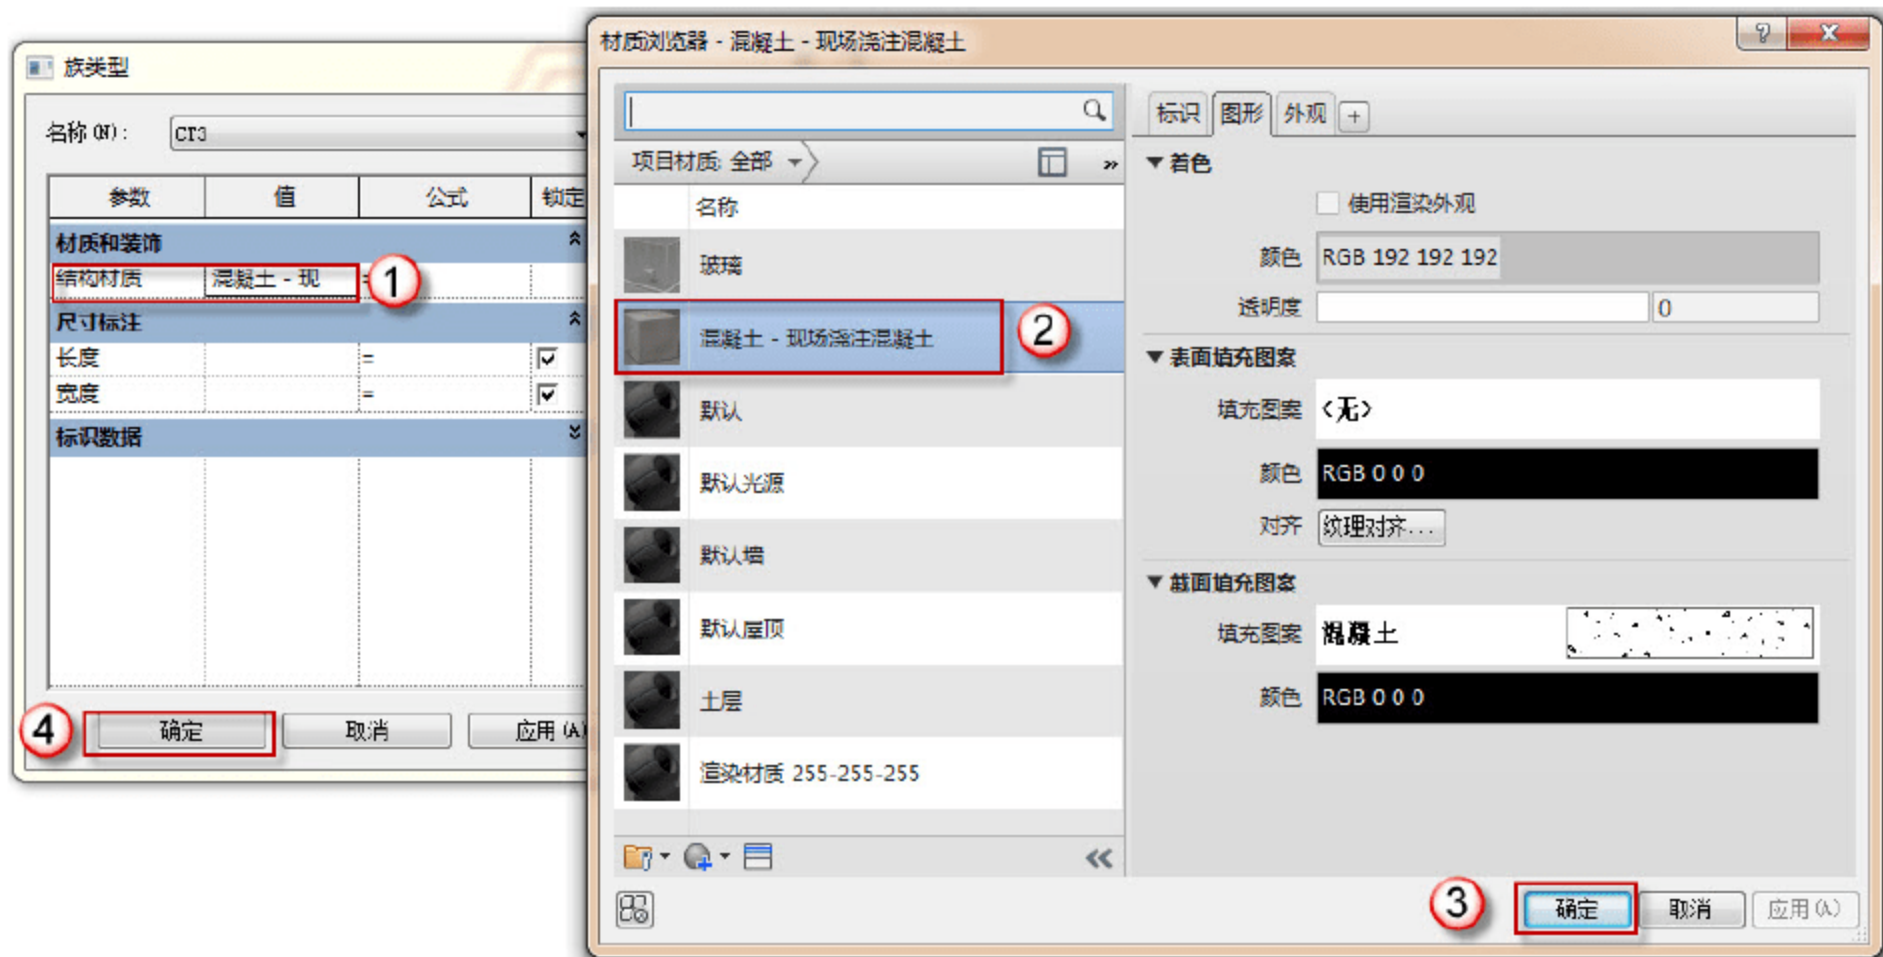 族类型
名称(N):
CT3
参数 值 公式 锁定
材质和装饰
结构材质 混凝土 - 现 =
①
尺寸标注
长度 =
宽度 =
标识数据
④
确定 取消 应用(A)
材质浏览器 - 混凝土 - 现场浇注混凝土
项目材质: 全部
名称
玻璃
混凝土 - 现场浇注混凝土
②
默认
默认光源
默认墙
默认屋顶
土层
渲染材质 255-255-255
标识 图形 外观 +
着色
使用渲染外观
颜色 RGB 192 192 192
透明度 0
表面填充图案
填充图案 <无>
颜色 RGB 0 0 0
对齐 纹理对齐...
截面填充图案
填充图案 混凝土
颜色 RGB 0 0 0
③
确定 取消 应用(A)